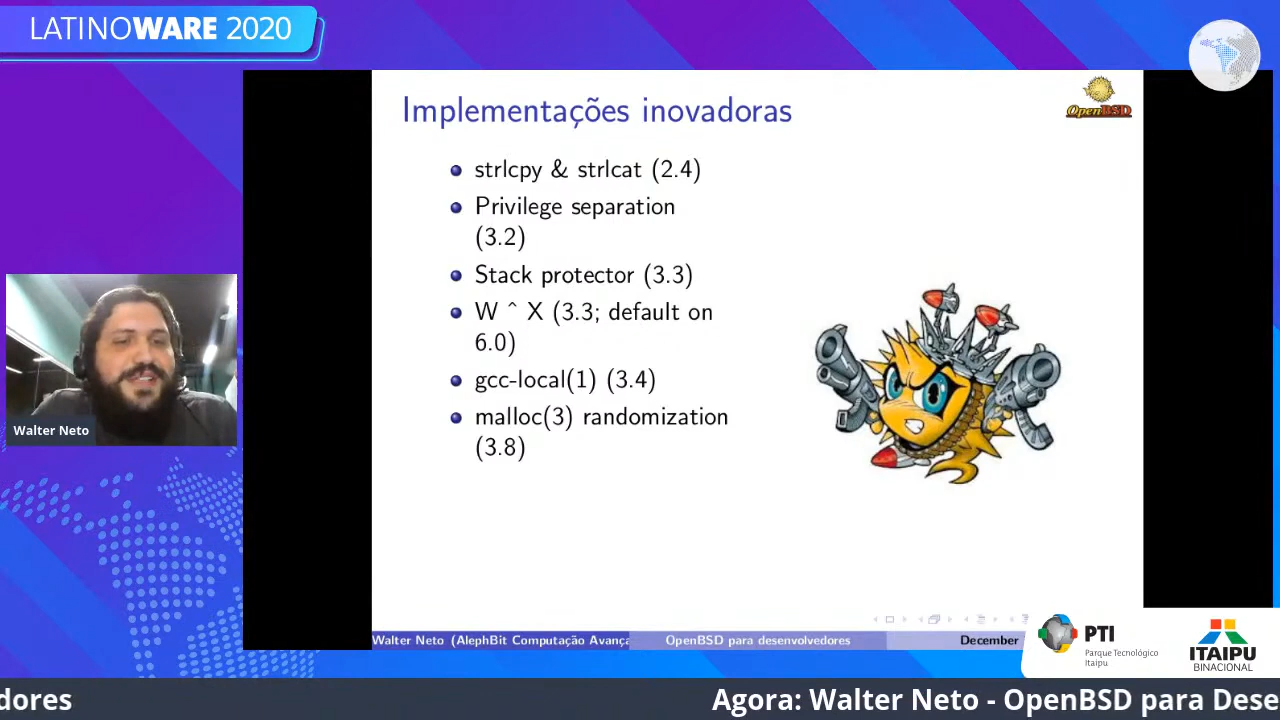 LATINOWARE 2020
Implementações inovadoras
OpenBSD
strlcpy & strlcat (2.4)
Privilege separation
(3.2)
Stack protector (3.3)
W ^ X (3.3; default on
6.0)
gcc-local(1) (3.4)
malloc(3) randomization
(3.8)
Walter Neto
Walter Neto (AlephBit Computação Avança
OpenBSD para desenvolvedores
December
PTI
Parque Tecnológico
Itaipu
ITAIPU
BINACIONAL
dores
Agora: Walter Neto - OpenBSD para Dese